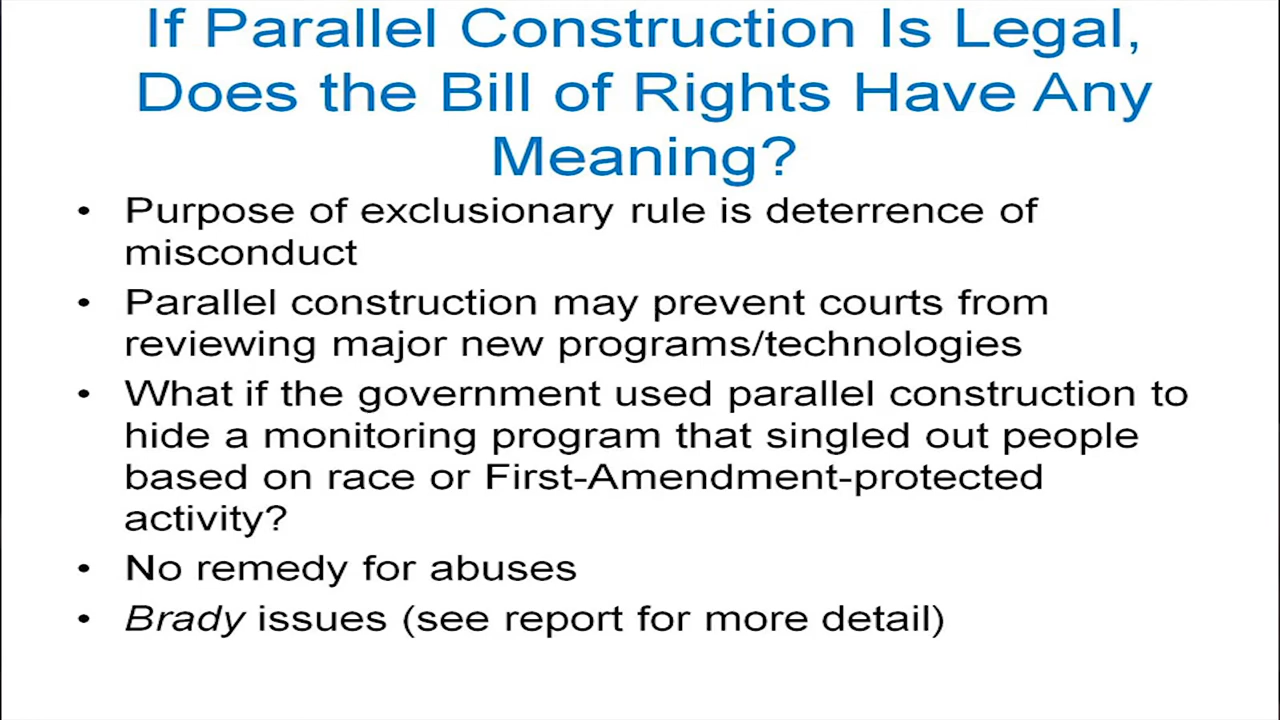 If Parallel Construction Is Legal,
Does the Bill of Rights Have Any
Meaning?
• Purpose of exclusionary rule is deterrence of
misconduct
• Parallel construction may prevent courts from
reviewing major new programs/technologies
• What if the government used parallel construction to
hide a monitoring program that singled out people
based on race or First-Amendment-protected
activity?
• No remedy for abuses
• Brady issues (see report for more detail)